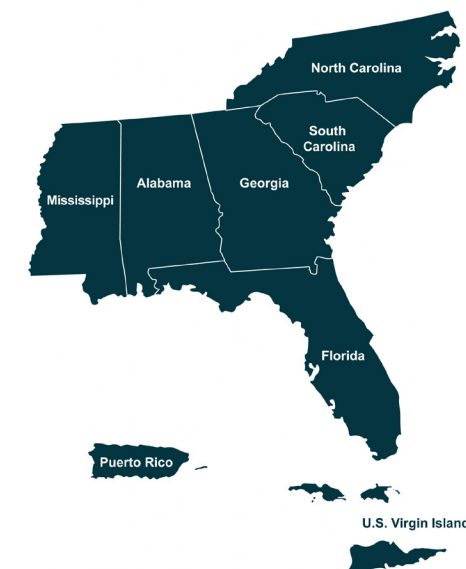 North Carolina
South
Carolina
Georgia
Alabama
Mississippi
Florida
Puerto Rico
U.S. Virgin Island